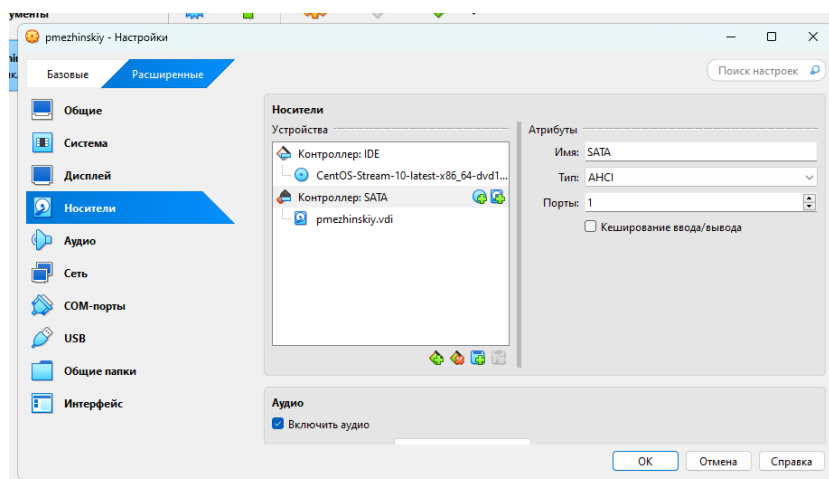 pmezhinskiy - Настройки
Базовые
Расширенные
Поиск настроек
Общие
Система
Дисплей
Носители
Аудио
Сеть
COM-порты
USB
Общие папки
Интерфейс
Носители
Устройства
Контроллер: IDE
CentOS-Stream-10-latest-x86_64-dvd1...
Контроллер: SATA
pmezhinskiy.vdi
Атрибуты
Имя: SATA
Тип: AHCI
Порты: 1
Кеширование ввода/вывода
Аудио
Включить аудио
OK
Отмена
Справка